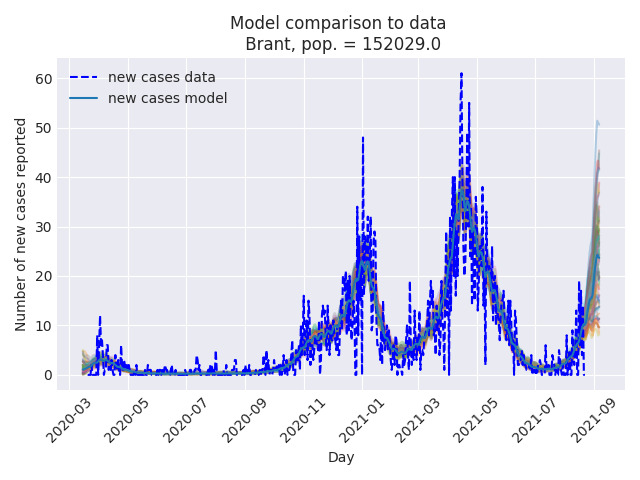 Model comparison to data
Brant, pop. = 152029.0
new cases data
new cases model
Number of new cases reported
60
50
40
30
20
10
0
2020-03
2020-05
2020-07
2020-09
2020-11
2021-01
2021-03
2021-05
2021-07
2021-09
Day